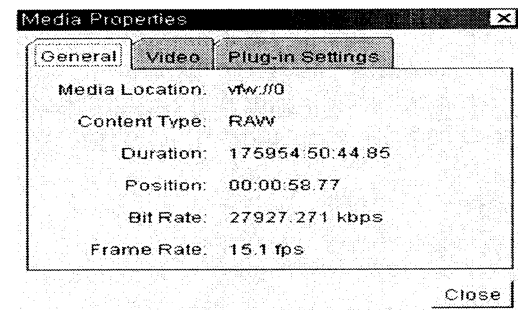 Media Properties
General Video Plug-in Settings
Media Location: vfw://0
Content Type: RAW
Duration: 175954:50:44.85
Position: 00:00:58.77
Bit Rate: 27927.271 kbps
Frame Rate: 15.1 fps
Close